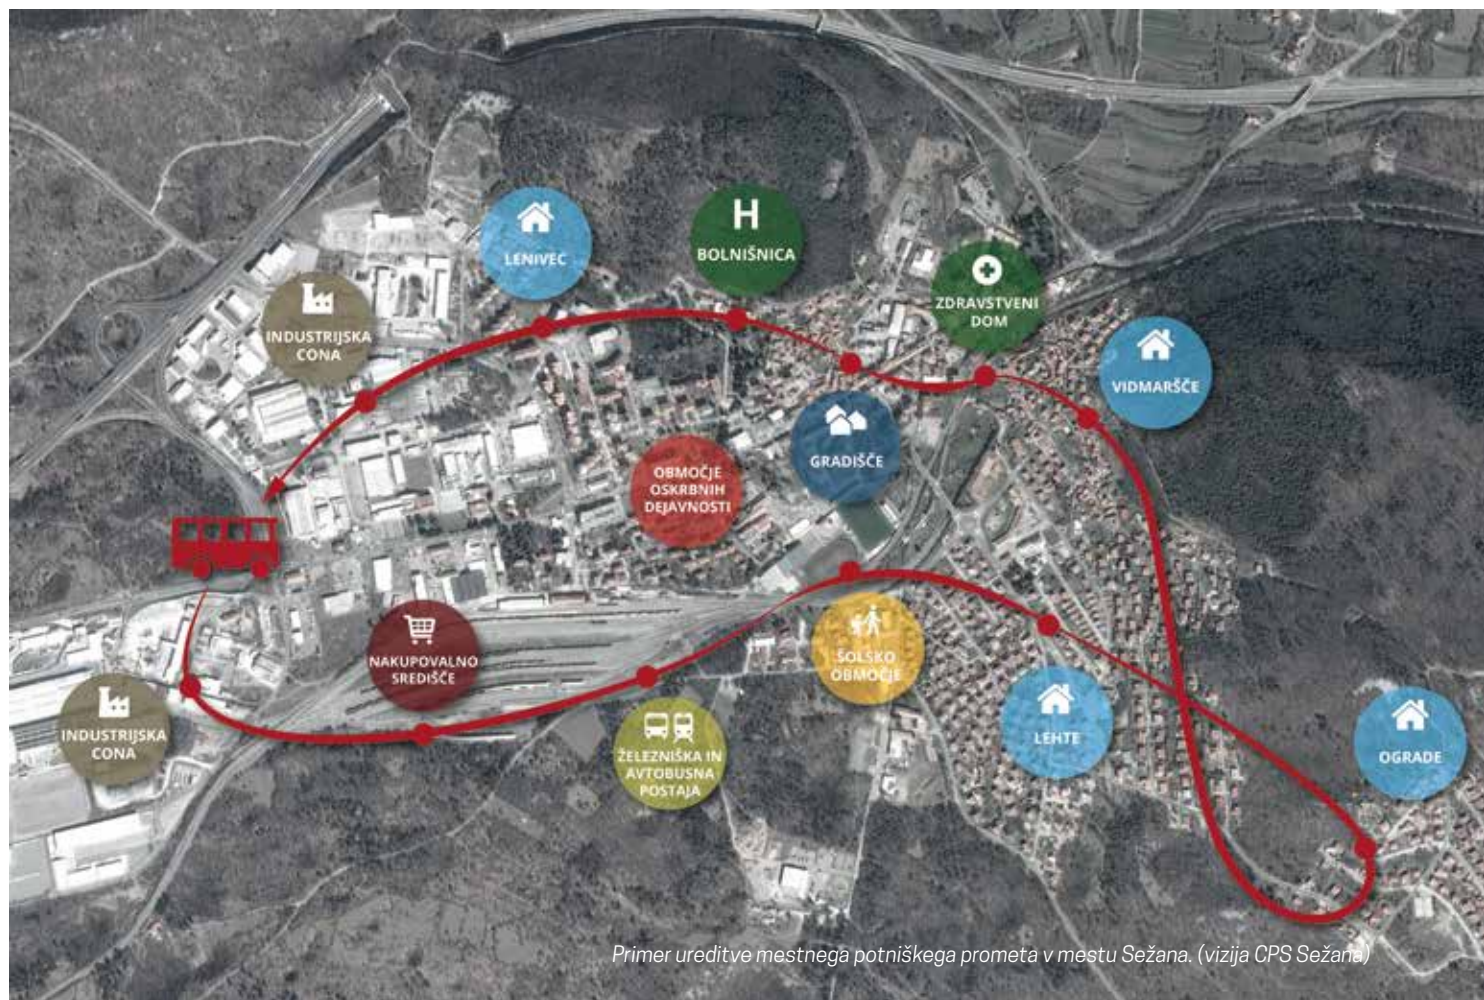 LENIVEC
H
BOLNIŠNICA
ZDRAVSTVENI
DOM
INDUSTRIJSKA
CONA
VIDMARŠČE
GRADIŠČE
OBMOČJE
OSKRBNIH
DEJAVNOSTI
NAKUPOVALNO
SREDIŠČE
ŠOLSKO
OBMOČJE
INDUSTRIJSKA
CONA
ŽELEZNIŠKA IN
AVTOBUSNA
POSTAJA
LEHTE
OGRADE
Primer ureditve mestnega potniškega prometa v mestu Sežana. (vizija CPS Sežana)